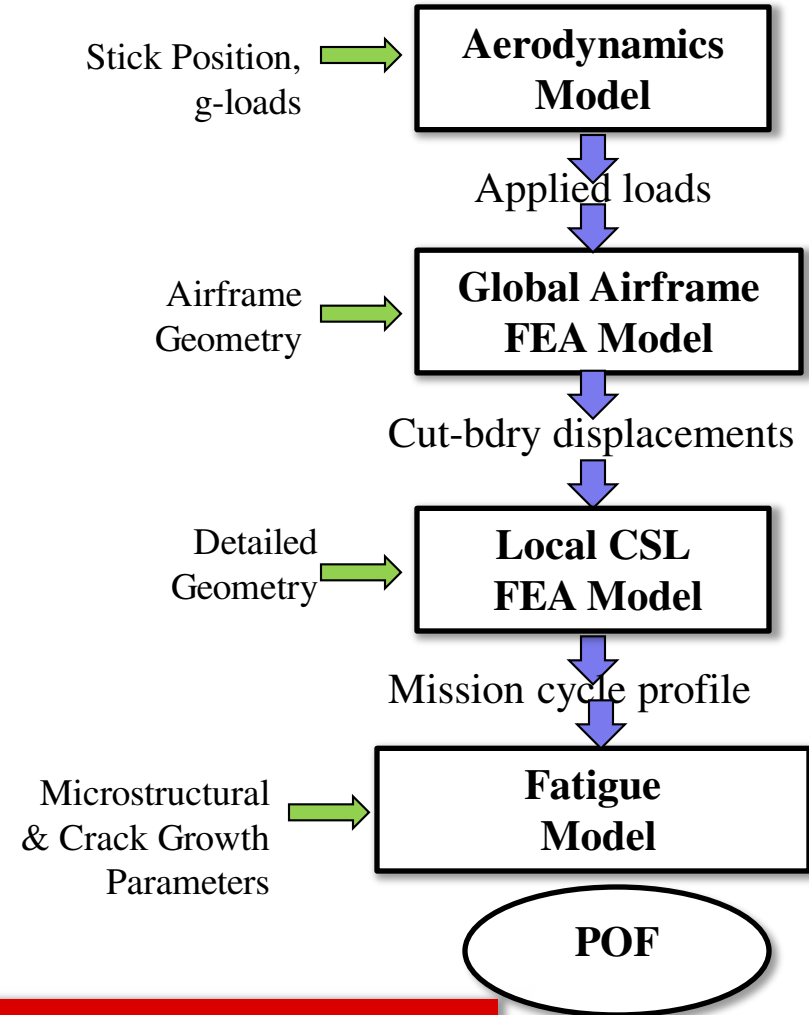 Stick Position,
g-loads
Aerodynamics
Model
Applied loads
Airframe
Geometry
Global Airframe
FEA Model
Cut-bdry displacements
Detailed
Geometry
Local CSL
FEA Model
Mission cycle profile
Microstructural
& Crack Growth
Parameters
Fatigue
Model
POF